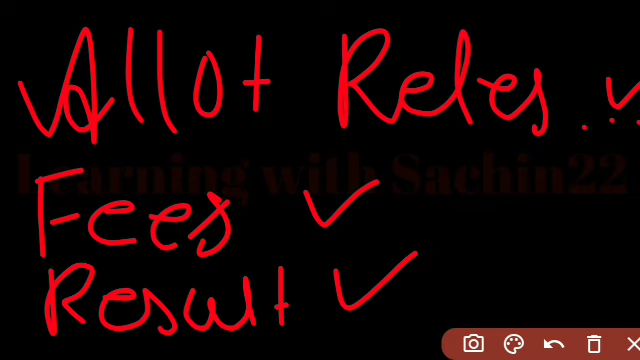 Allot Reles...
Learning with Sachin22
Fees ✓
Result ✓